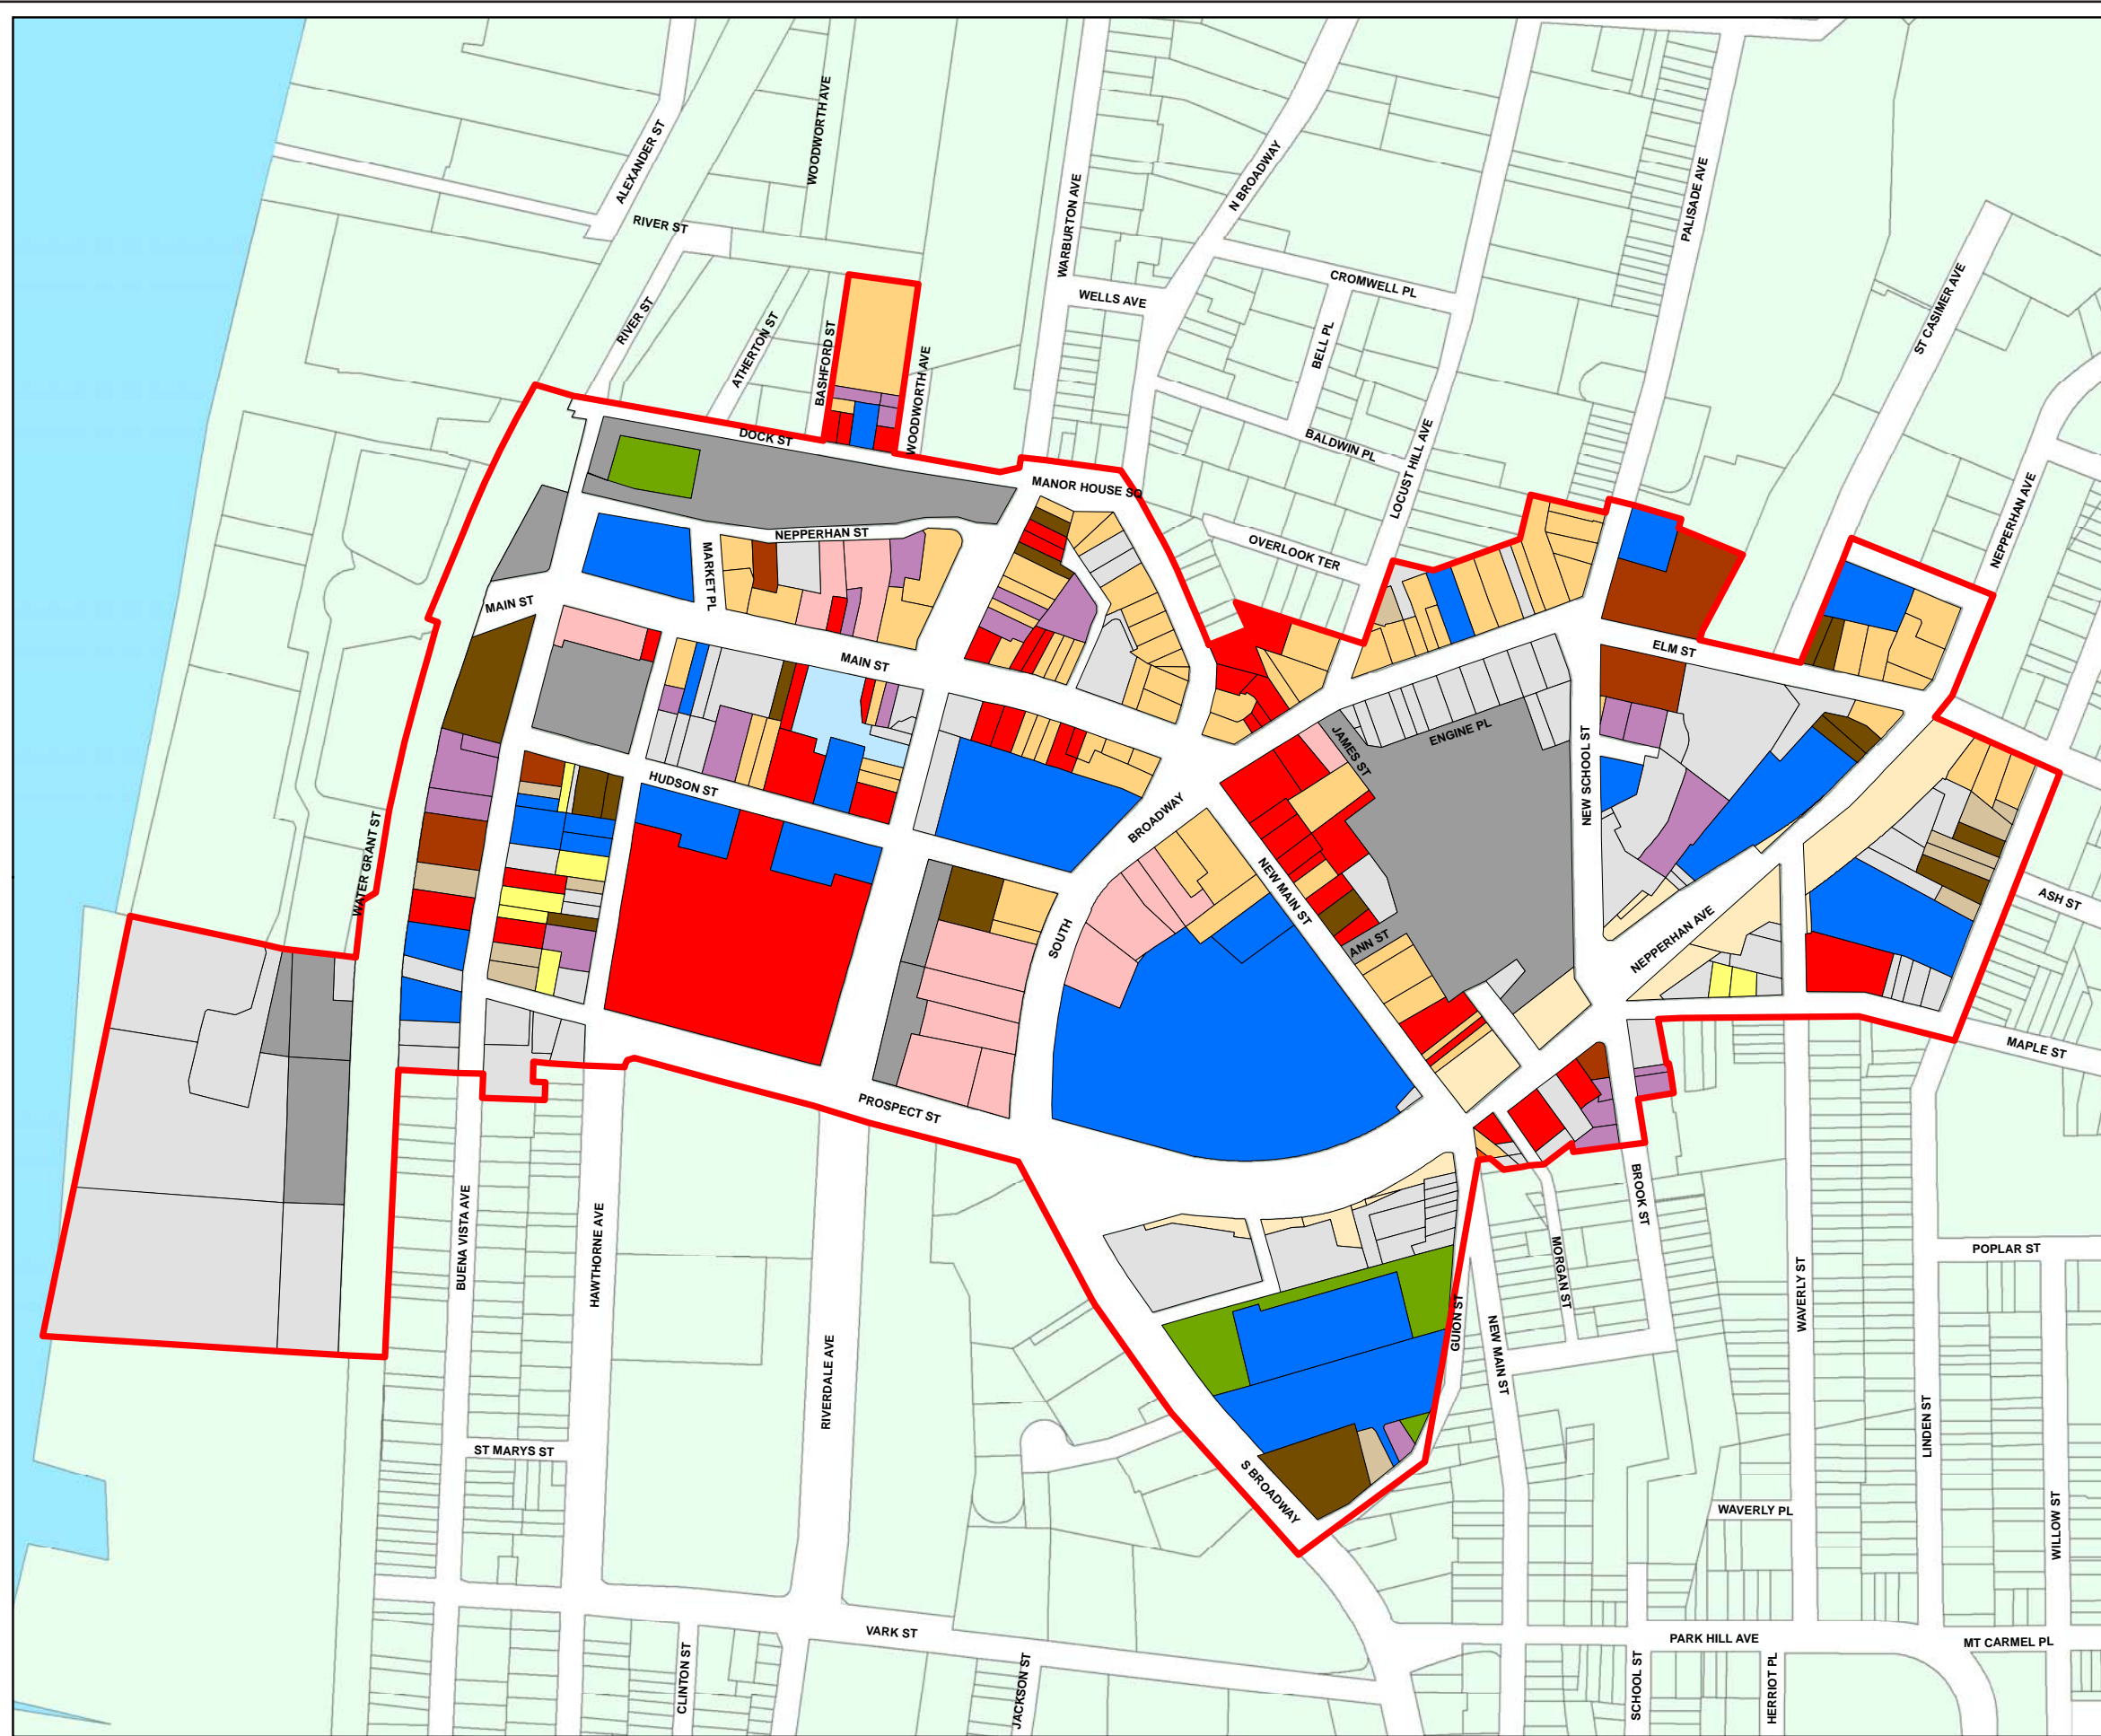 WOODWORTH AVE
ALEXANDER ST
N BROADWAY
WARBURTON AVE
PALISADE AVE
RIVER ST
CROMWELL PL
WELLS AVE
ST CASIMER AVE
RIVER ST
ATHERTON ST
BASHFORD ST
BELL PL
WOODWORTH AVE
DOCK ST
BALDWIN PL
LOCUST HILL AVE
MANOR HOUSE SQ
NEPPERHAN AVE
NEPPERHAN ST
OVERLOOK TER
MARKET PL
MAIN ST
MAIN ST
ELM ST
ENGINE PL
JAMES ST
NEW SCHOOL ST
HUDSON ST
BROADWAY
WATER GRANT ST
NEW MAIN ST
ASH ST
SOUTH
ANN ST
NEPPERHAN AVE
MAPLE ST
PROSPECT ST
BROOK ST
BUENA VISTA AVE
HAWTHORNE AVE
MORGAN ST
POPLAR ST
WAVERLY ST
GUION ST
NEW MAIN ST
RIVERDALE AVE
LINDEN ST
ST MARYS ST
S BROADWAY
WAVERLY PL
WILLOW ST
VARK ST
PARK HILL AVE
MT CARMEL PL
CLINTON ST
JACKSON ST
SCHOOL ST
HERRIOT PL